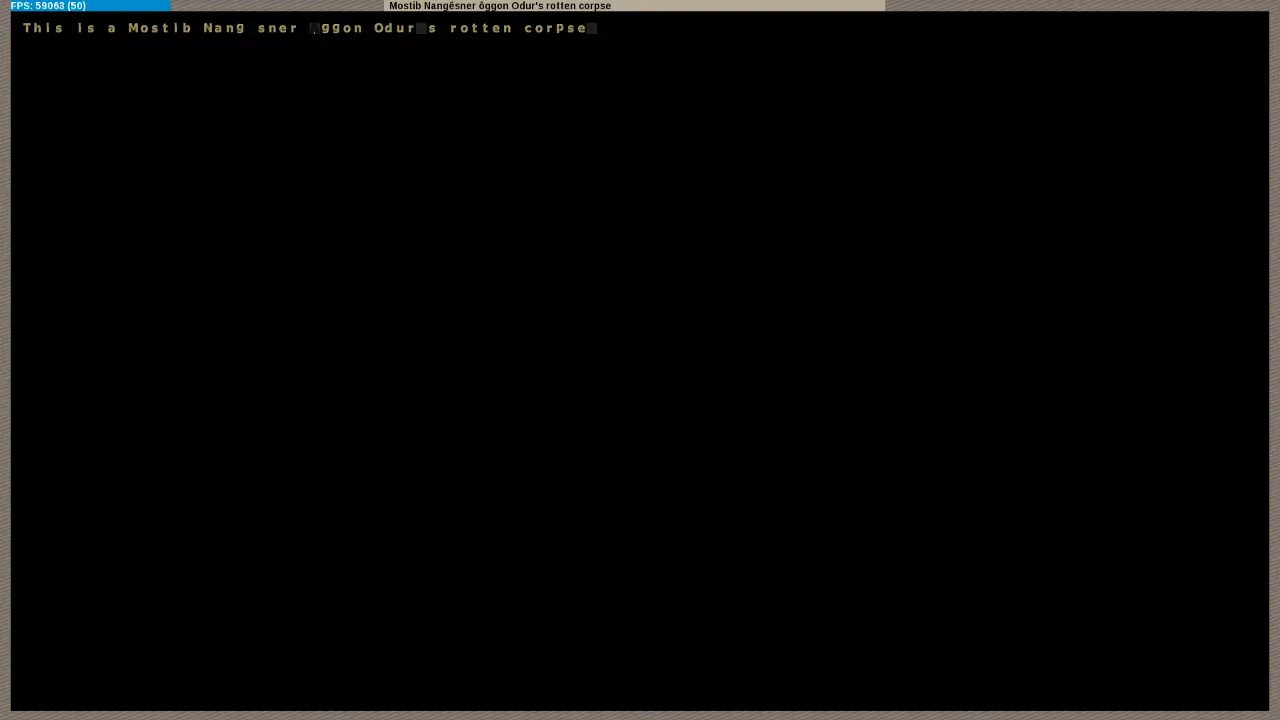 FPS: 59063 (50)
Mostib Nangêsner ôggon Odur's rotten corpse
This is a Mostib Nang sner ggon Odur s rotten corpse